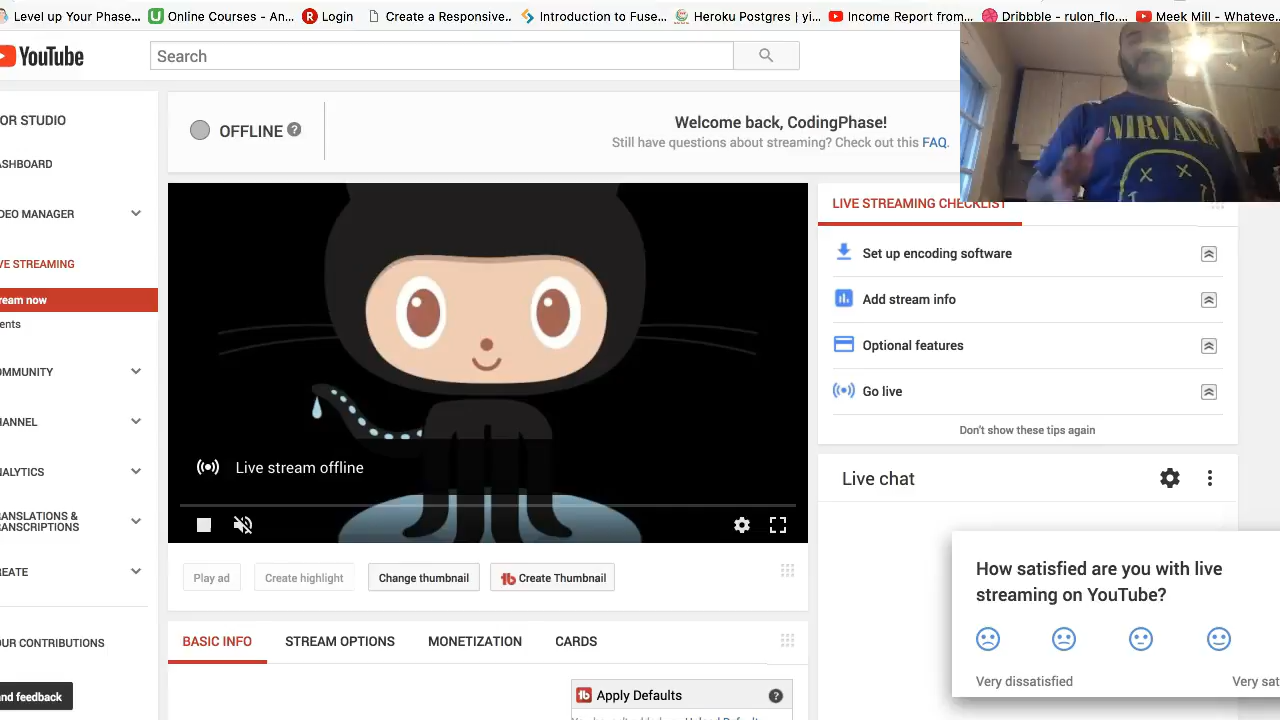 Level up Your Phase...
Online Courses - An...
Login
Create a Responsive...
Introduction to Fuse...
Heroku Postgres | yi...
Income Report from...
Dribbble - rulon_flo...
Meek Mill - Whateve
YouTube
Search
OR STUDIO
ASHBOARD
DEO MANAGER
VE STREAMING
ream now
ents
OMMUNITY
HANNEL
NALYTICS
RANSLATIONS &
RANSCRIPTIONS
REATE
OUR CONTRIBUTIONS
nd feedback
OFFLINE
Welcome back, CodingPhase!
Still have questions about streaming? Check out this FAQ.
NIRVANA
LIVE STREAMING CHECKLIST
Set up encoding software
Add stream info
Optional features
Go live
Don't show these tips again
Live stream offline
Play ad
Create highlight
Change thumbnail
Create Thumbnail
Live chat
How satisfied are you with live
streaming on YouTube?
Very dissatisfied
Very sat
BASIC INFO
STREAM OPTIONS
MONETIZATION
CARDS
Apply Defaults